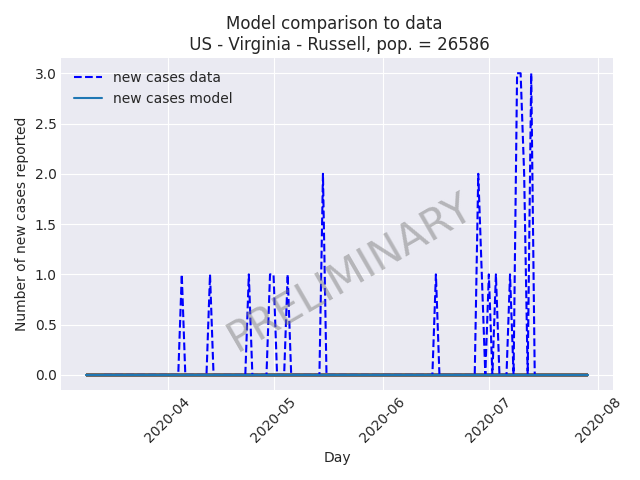 Model comparison to data
US - Virginia - Russell, pop. = 26586
new cases data
new cases model
3.0
2.5
2.0
1.5
1.0
0.5
0.0
Number of new cases reported
PRELIMINARY
2020-04
2020-05
2020-06
2020-07
2020-08
Day